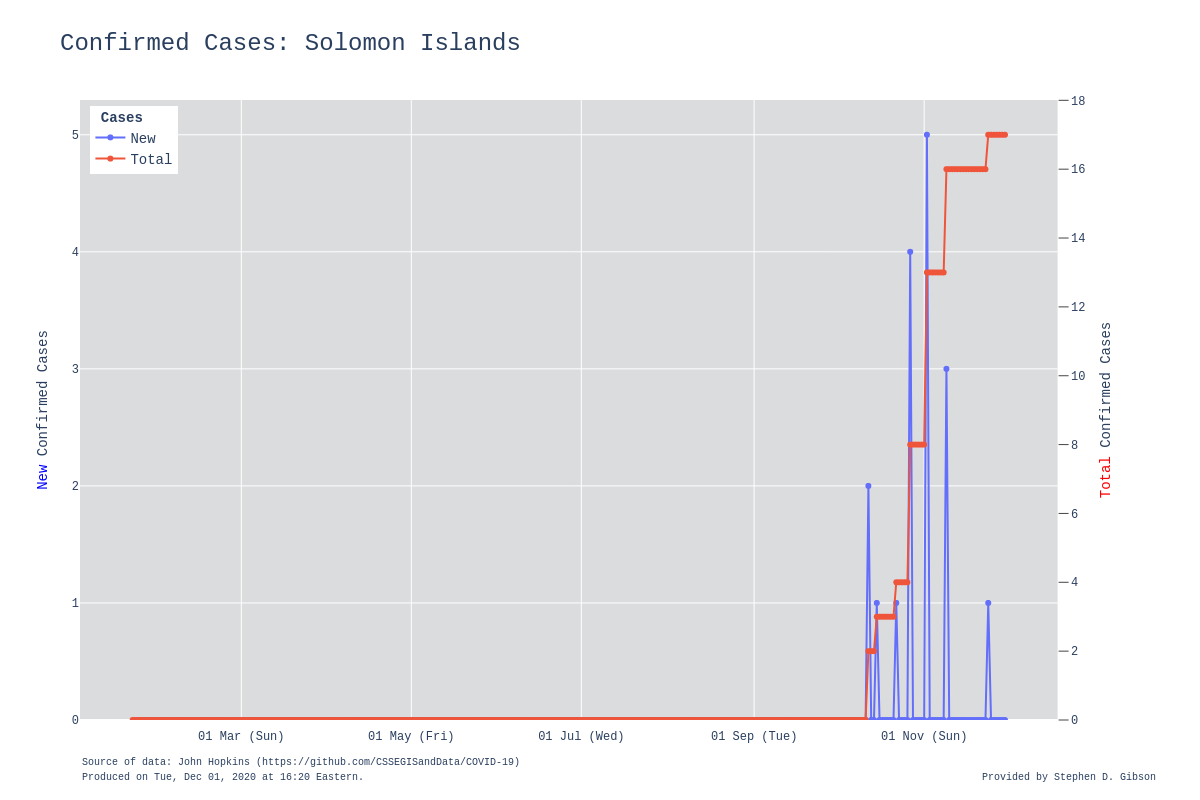 Confirmed Cases: Solomon Islands
Cases
New
Total
5
4
3
2
1
0
New Confirmed Cases
18
16
14
12
10
8
6
4
2
0
Total Confirmed Cases
01 Mar (Sun)
01 May (Fri)
01 Jul (Wed)
01 Sep (Tue)
01 Nov (Sun)
Source of data: John Hopkins (https://github.com/CSSEGISandData/COVID-19)
Produced on Tue, Dec 01, 2020 at 16:20 Eastern.
Provided by Stephen D. Gibson